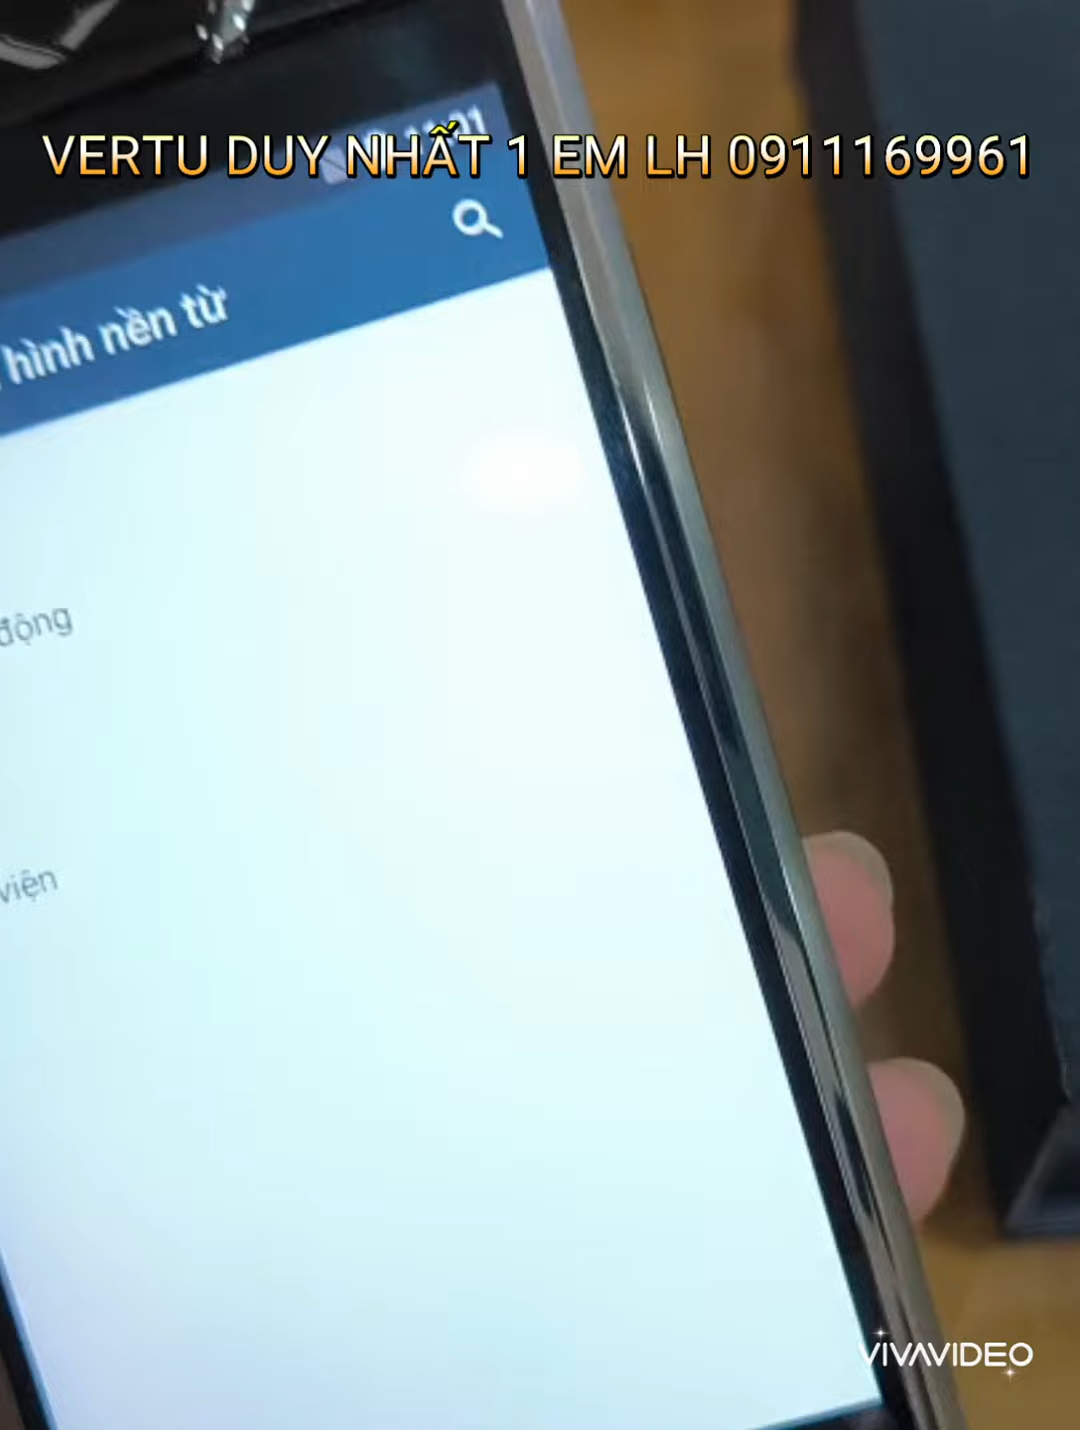 VERTU DUY NHẤT 1 EM LH 0911169961
hình nền từ
động
viện
VIVAVIDEO